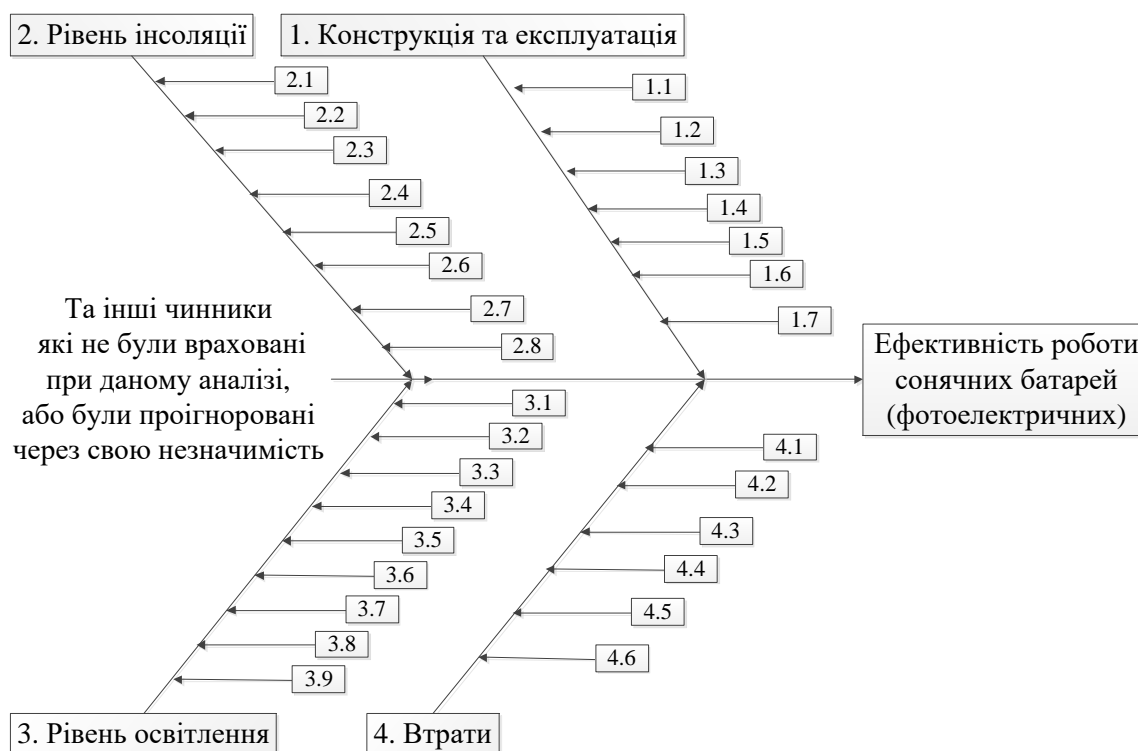 2. Рівень інсоляції
1. Конструкція та експлуатація
2.1
2.2
2.3
2.4
2.5
2.6
2.7
2.8
1.1
1.2
1.3
1.4
1.5
1.6
1.7
Та інші чинники
які не були враховані
при даному аналізі,
або були проігноровані
через свою незначимість
Ефективність роботи
сонячних батарей
(фотоелектричних)
3.1
3.2
3.3
3.4
3.5
3.6
3.7
3.8
3.9
4.1
4.2
4.3
4.4
4.5
4.6
3. Рівень освітлення
4. Втрати